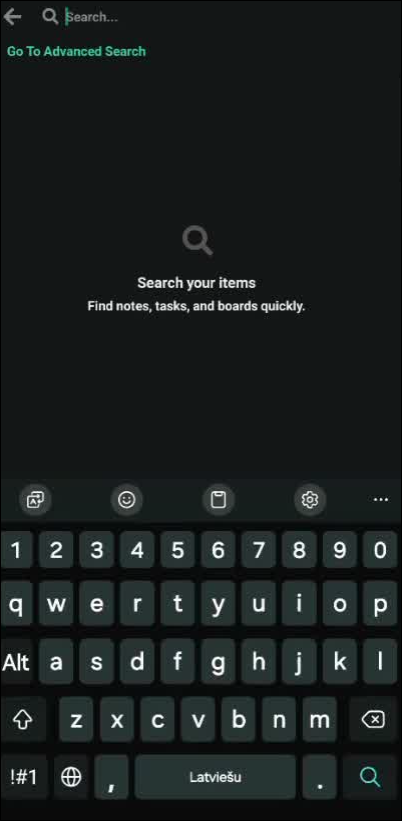 Search...
Go To Advanced Search
Search your items
Find notes, tasks, and boards quickly.
1 2 3 4 5 6 7 8 9 0
q w e r t y u i o p
Alt a s d f g h j k l
z x c v b n m
!#1 , Latviešu .